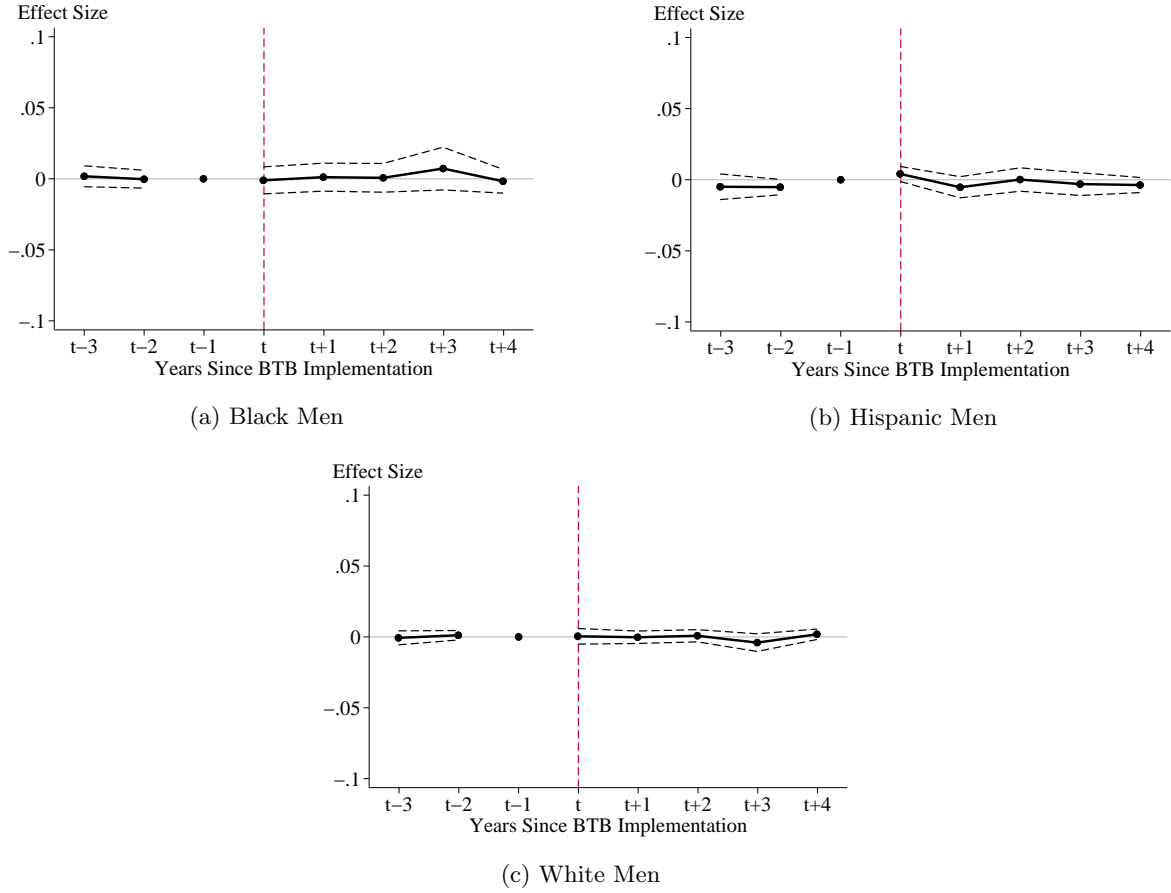 Effect Size
.1
.05
0
−.05
−.1
t−3 t−2 t−1 t t+1 t+2 t+3 t+4
Years Since BTB Implementation
(a) Black Men
Effect Size
.1
.05
0
−.05
−.1
t−3 t−2 t−1 t t+1 t+2 t+3 t+4
Years Since BTB Implementation
(b) Hispanic Men
Effect Size
.1
.05
0
−.05
−.1
t−3 t−2 t−1 t t+1 t+2 t+3 t+4
Years Since BTB Implementation
(c) White Men